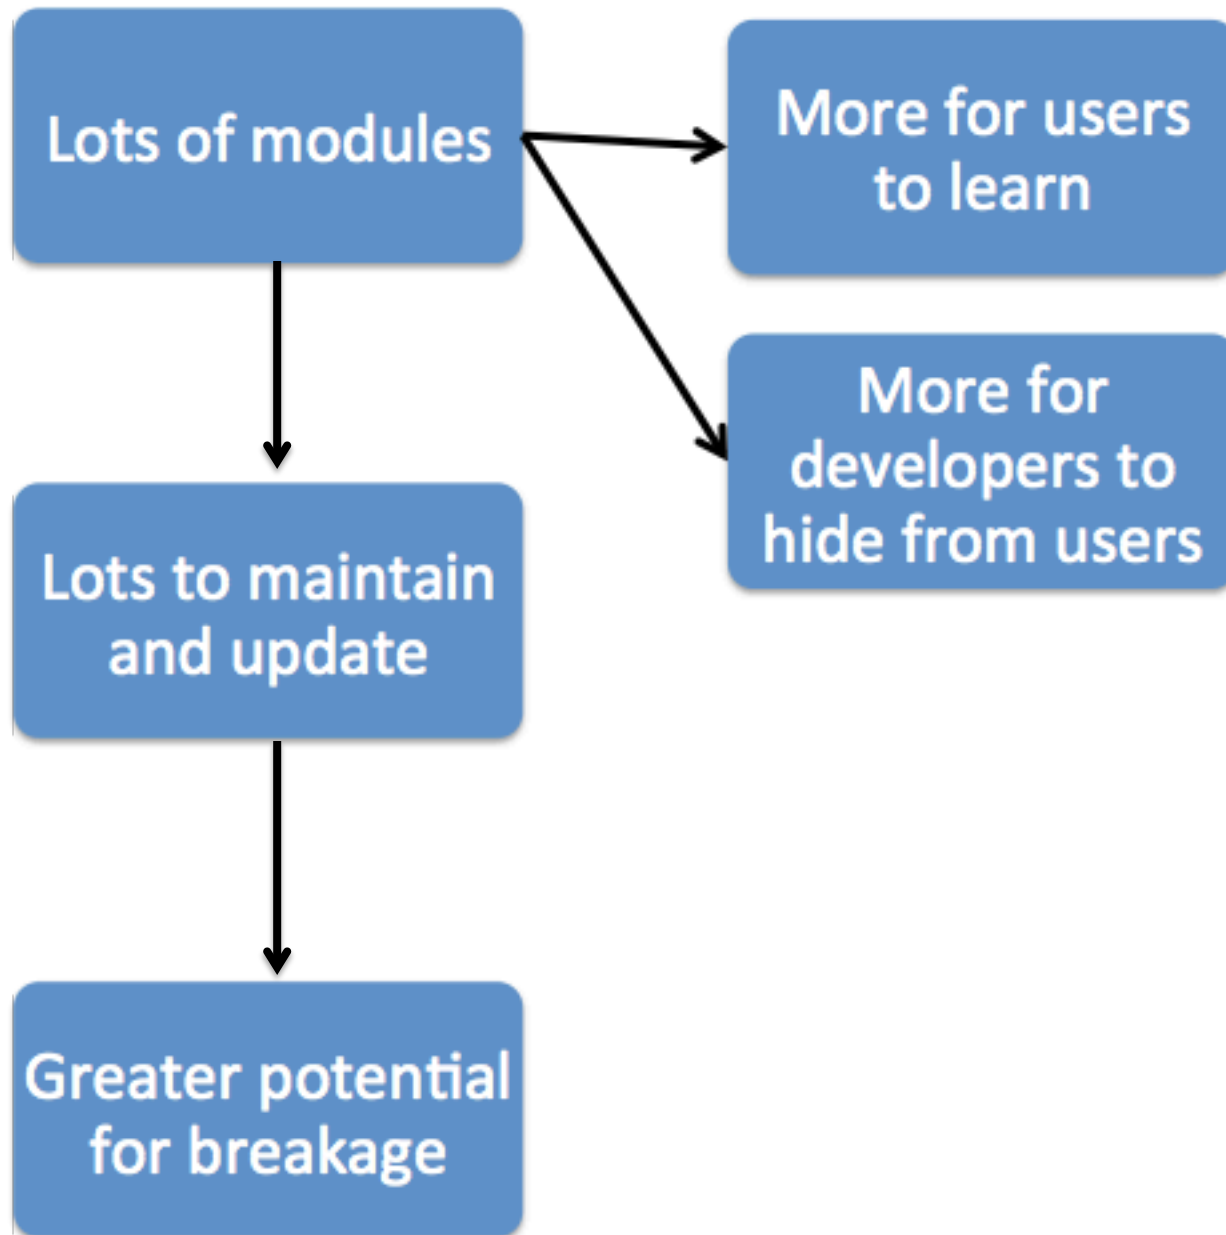 Lots of modules
More for users
to learn
More for
developers to
hide from users
Lots to maintain
and update
Greater potential
for breakage